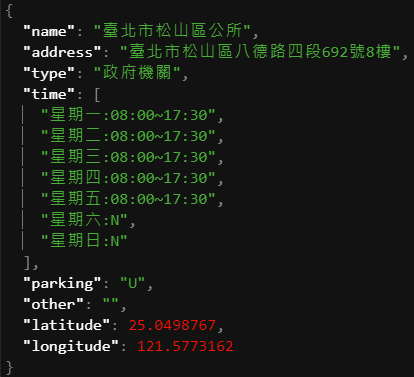 {
"name": "臺北市松山區公所",
"address": "臺北市松山區八德路四段692號8樓",
"type": "政府機關",
"time": [
"星期一:08:00~17:30",
"星期二:08:00~17:30",
"星期三:08:00~17:30",
"星期四:08:00~17:30",
"星期五:08:00~17:30",
"星期六:N",
"星期日:N"
],
"parking": "U",
"other": "",
"latitude": 25.0498767,
"longitude": 121.5773162
}